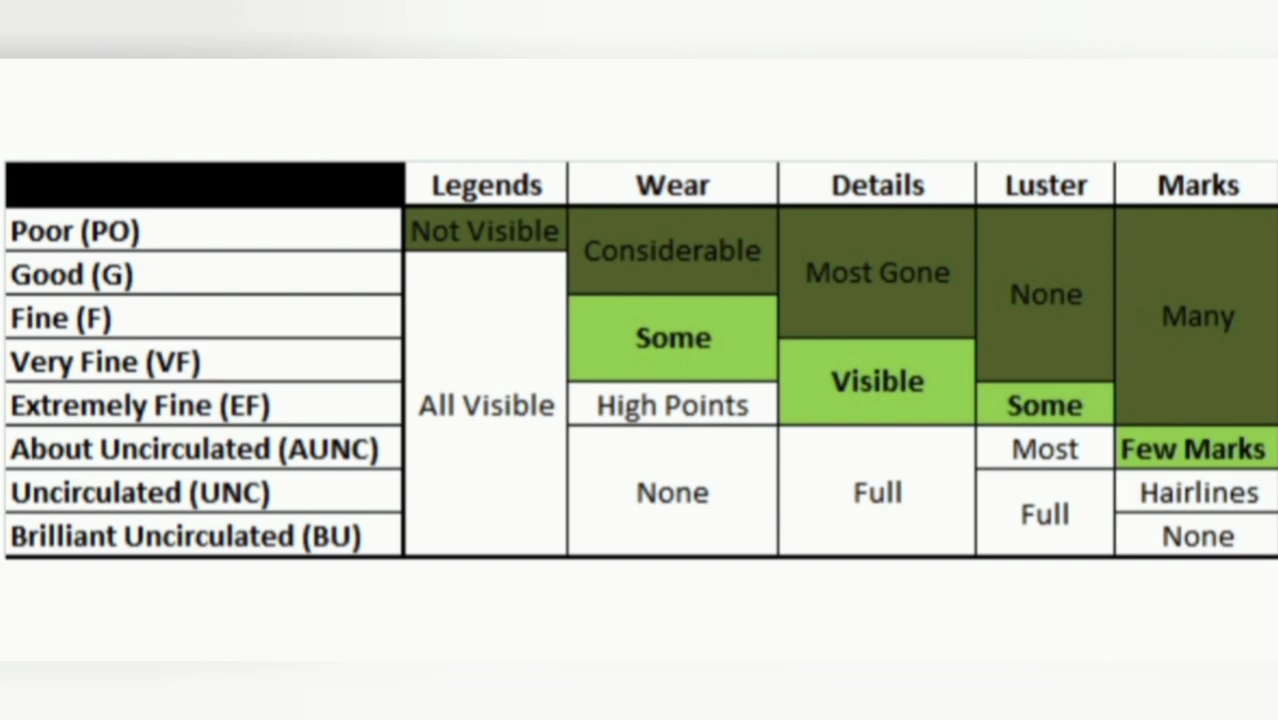 Legends Wear Details Luster Marks
Poor (PO) Not Visible Considerable Most Gone None Many
Good (G) All Visible
Fine (F) Some
Very Fine (VF) Visible
Extremely Fine (EF) High Points Some
About Uncirculated (AUNC) None Full Most Few Marks
Uncirculated (UNC) Full Hairlines
Brilliant Uncirculated (BU) None